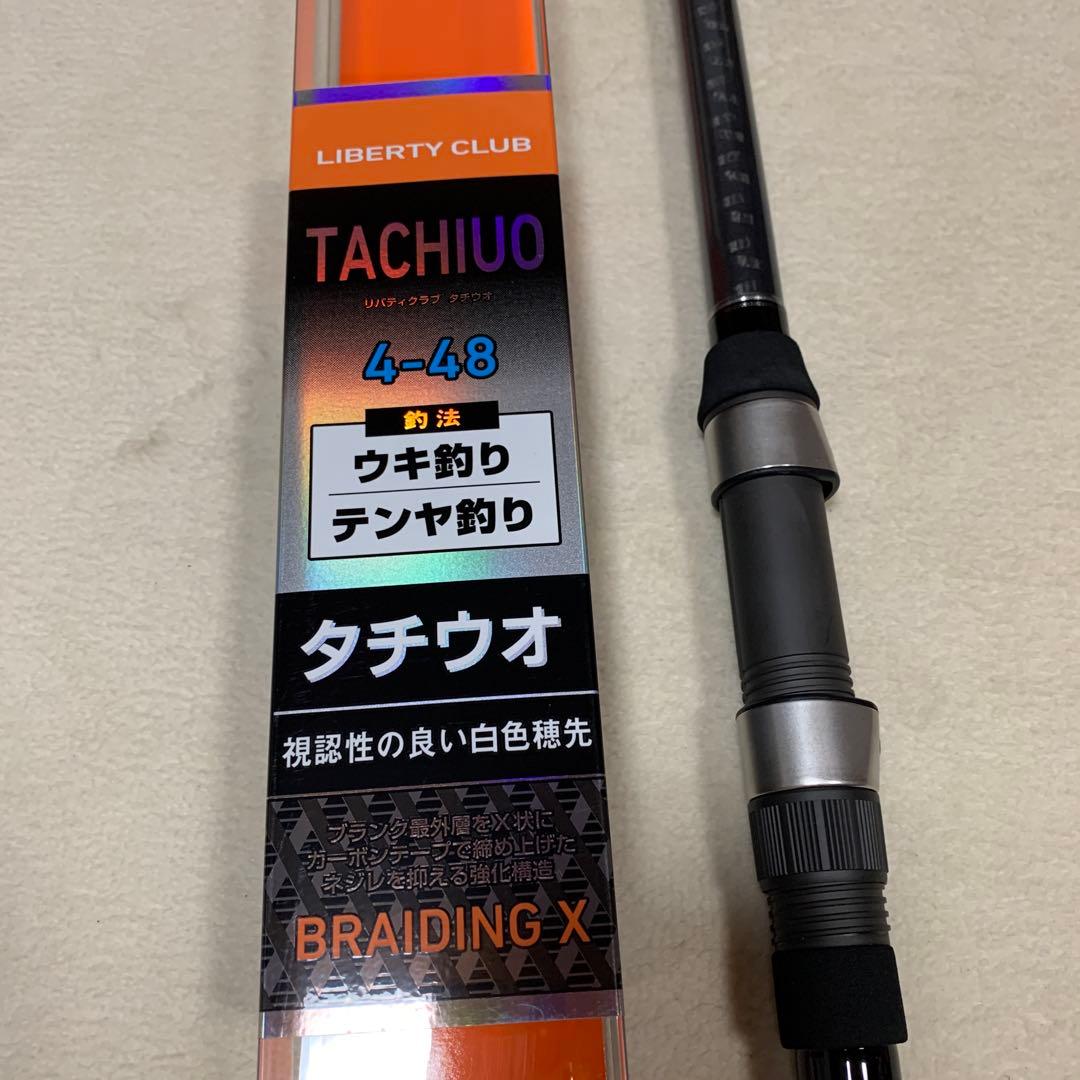 LIBERTY CLUB
TACHIUO
リバティクラブ タチウオ
4-48
釣法
ウキ釣り
テンヤ釣り
タチウオ
視認性の良い白色穂先
ブランク最外層をX状に
カーボンテープで締め上げた
ネジレを抑える強化構造
BRAIDING X